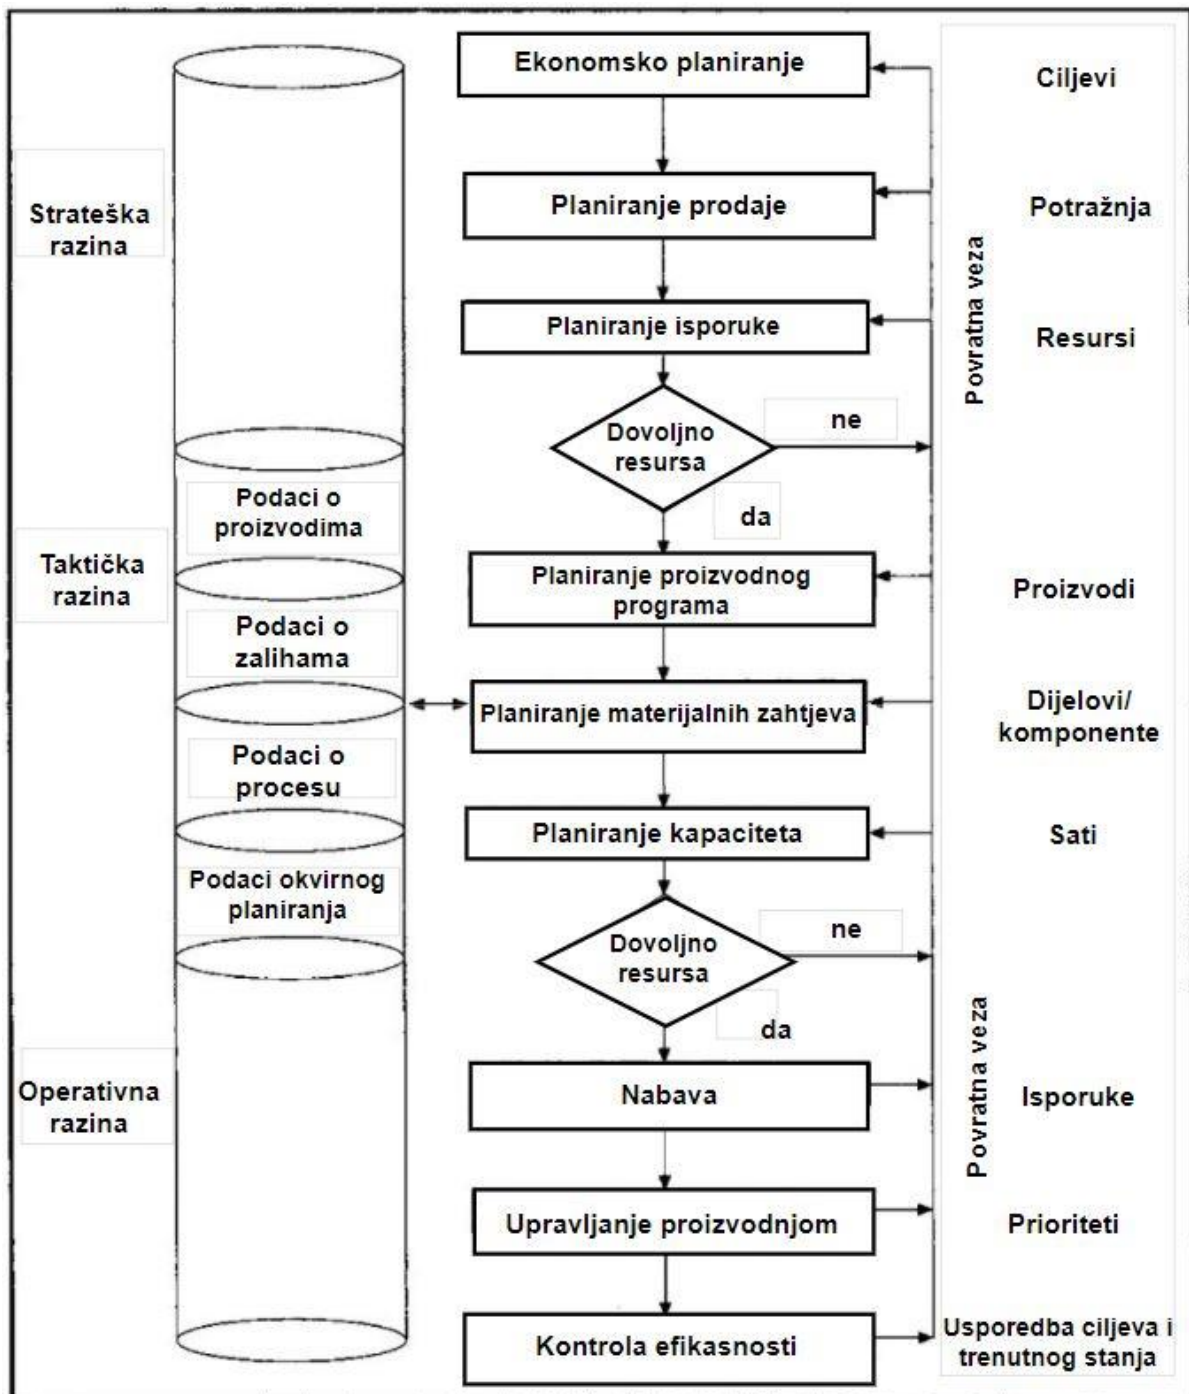 Ekonomsko planiranje
Ciljevi
Strateška
razina
Planiranje prodaje
Potražnja
Povratna veza
Planiranje isporuke
Resursi
Dovoljno
resursa
ne
da
Podaci o
proizvodima
Taktička
razina
Planiranje proizvodnog
programa
Proizvodi
Podaci o
zalihama
Planiranje materijalnih zahtjeva
Dijelovi/
komponente
Podaci o
procesu
Planiranje kapaciteta
Sati
Podaci okvirnog
planiranja
Dovoljno
resursa
ne
da
Povratna veza
Operativna
razina
Nabava
Isporuke
Upravljanje proizvodnjom
Prioriteti
Kontrola efikasnosti
Usporedba ciljeva i
trenutnog stanja